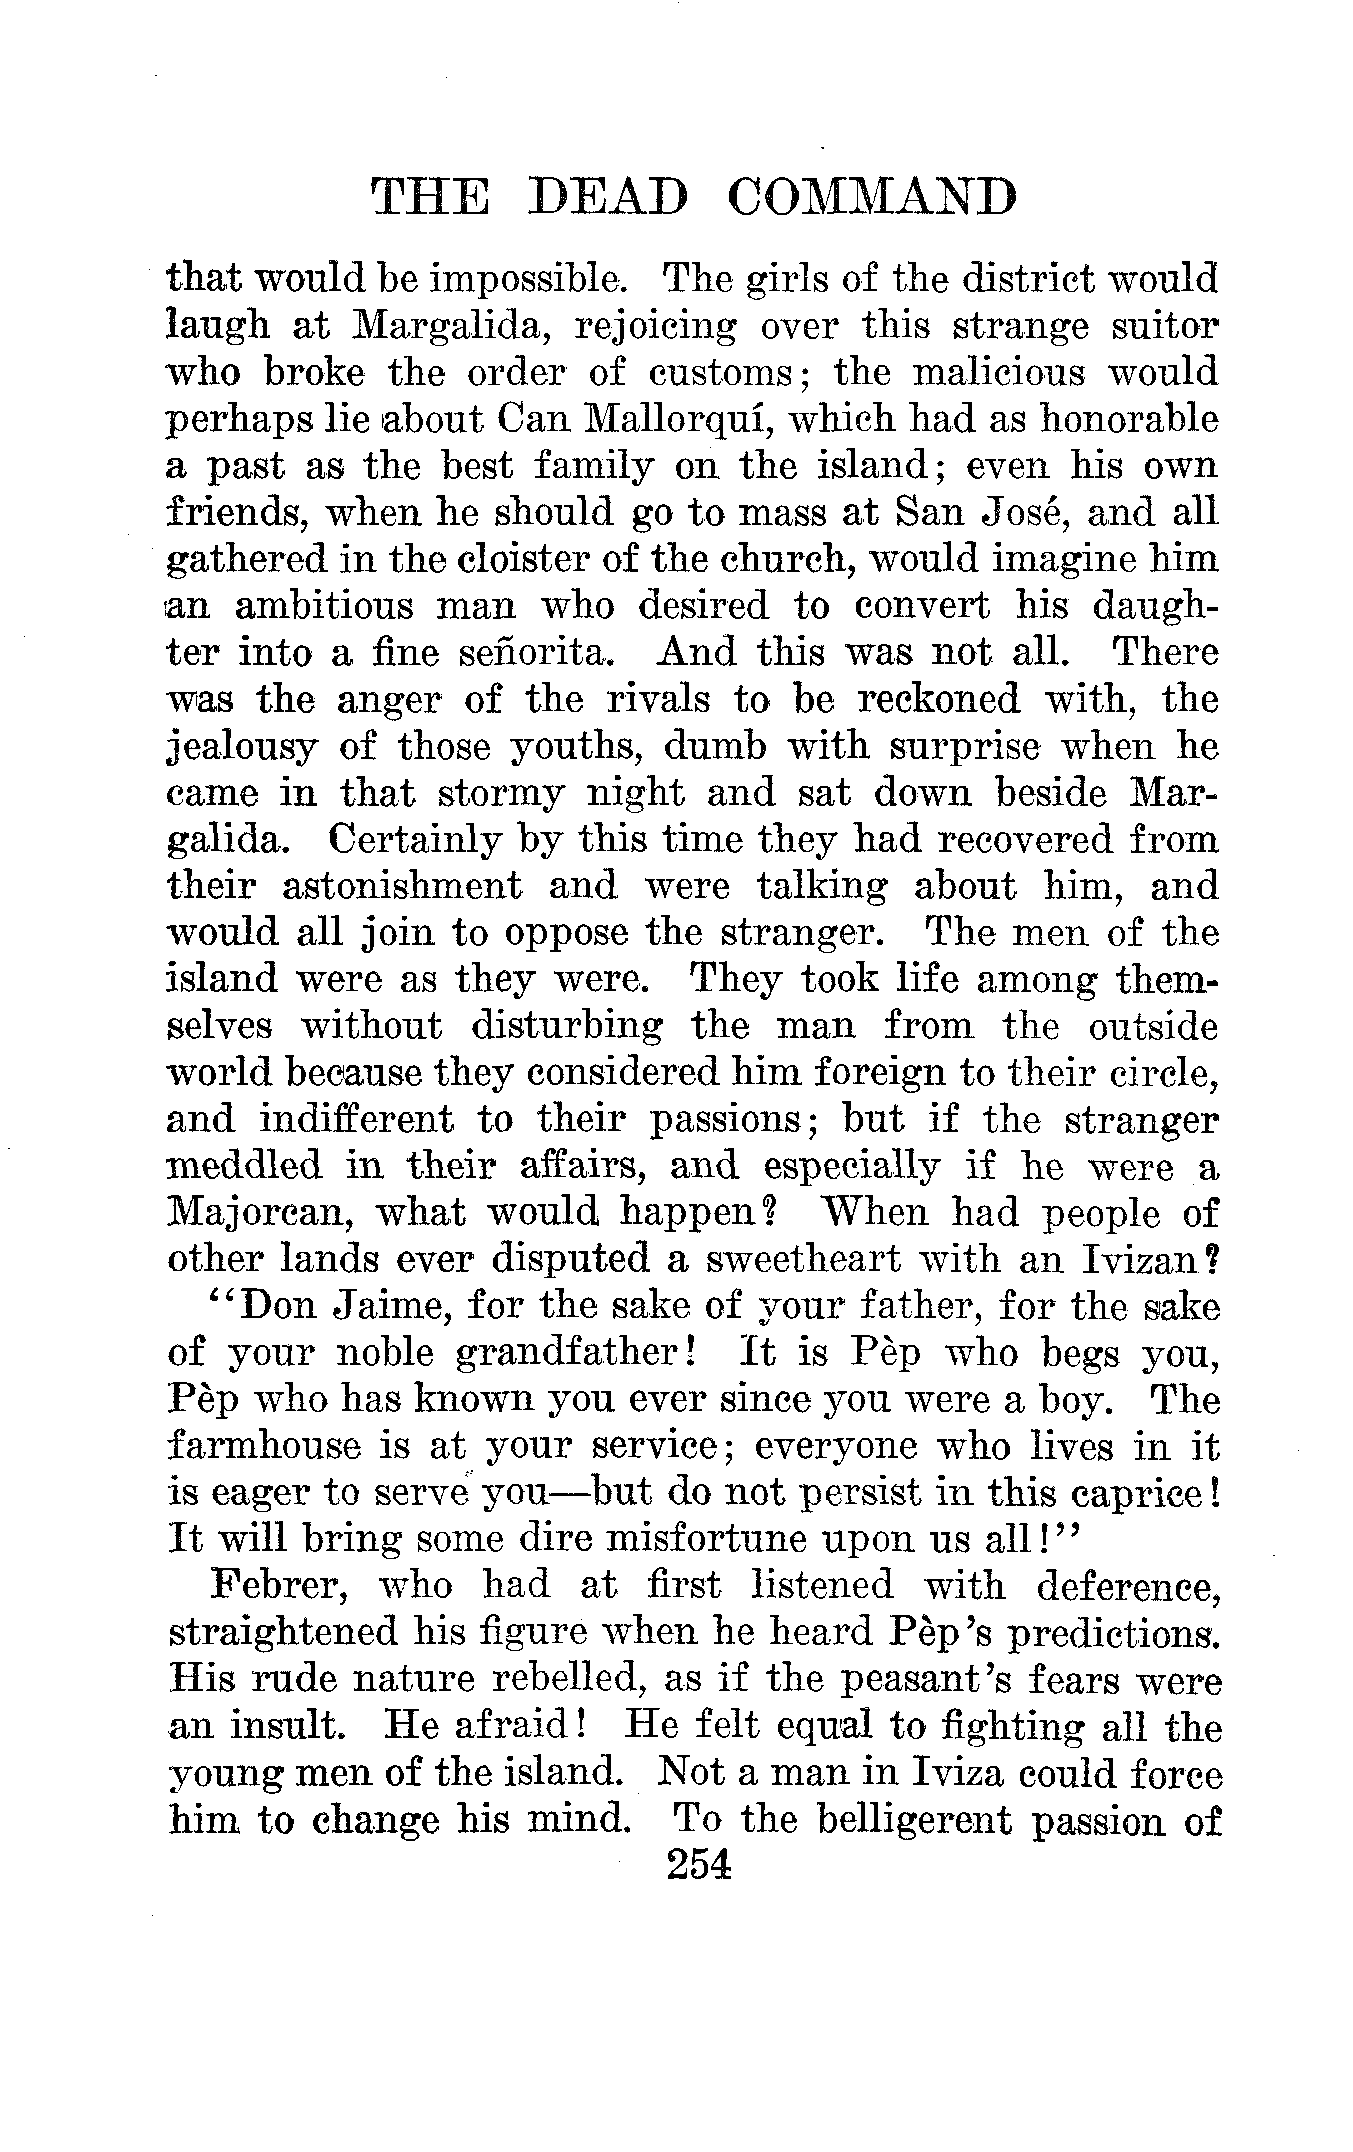 THE DEAD COMMAND
that would be impossible. The girls of the district would
laugh at Margalida, rejoicing over this strange suitor
who broke the order of customs; the malicious would
perhaps lie about Can Mallorquí, which had as honorable
a past as the best family on the island; even his own
friends, when he should go to mass at San José, and all
gathered in the cloister of the church, would imagine him
an ambitious man who desired to convert his daugh-
ter into a fine señorita. And this was not all. There
was the anger of the rivals to be reckoned with, the
jealousy of those youths, dumb with surprise when he
came in that stormy night and sat down beside Mar-
galida. Certainly by this time they had recovered from
their astonishment and were talking about him, and
would all join to oppose the stranger. The men of the
island were as they were. They took life among them-
selves without disturbing the man from the outside
world because they considered him foreign to their circle,
and indifferent to their passions; but if the stranger
meddled in their affairs, and especially if he were a
Majorcan, what would happen? When had people of
other lands ever disputed a sweetheart with an Ivizan?
"Don Jaime, for the sake of your father, for the sake
of your noble grandfather! It is Pèp who begs you,
Pèp who has known you ever since you were a boy. The
farmhouse is at your service; everyone who lives in it
is eager to serve you—but do not persist in this caprice!
It will bring some dire misfortune upon us all!"
Febrer, who had at first listened with deference,
straightened his figure when he heard Pèp's predictions.
His rude nature rebelled, as if the peasant's fears were
an insult. He afraid! He felt equal to fighting all the
young men of the island. Not a man in Iviza could force
him to change his mind. To the belligerent passion of
254